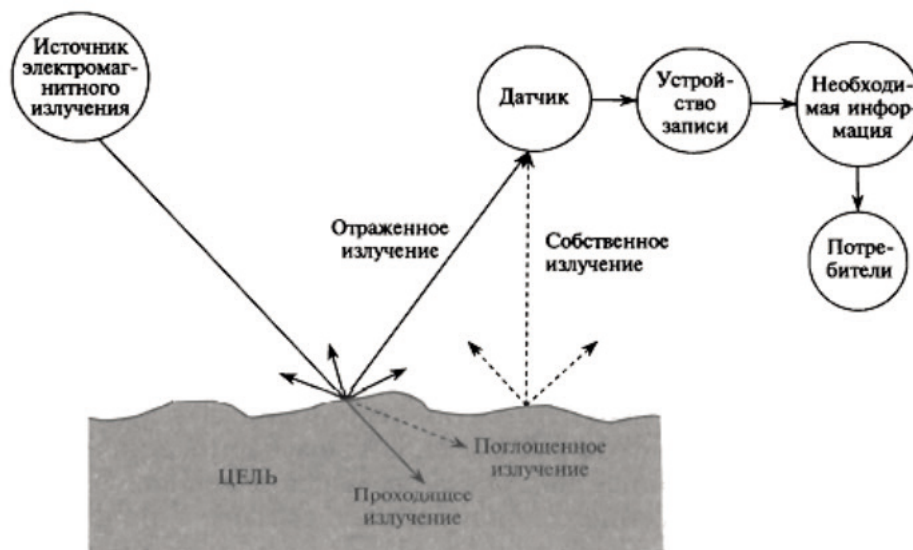 Источник
электромаг-
нитного
излучения
Датчик
Устрой-
ство
записи
Необходи-
мая инфор-
мация
Потре-
бители
Отраженное
излучение
Собственное
излучение
Поглощенное
излучение
ЦЕЛЬ
Проходящее
излучение